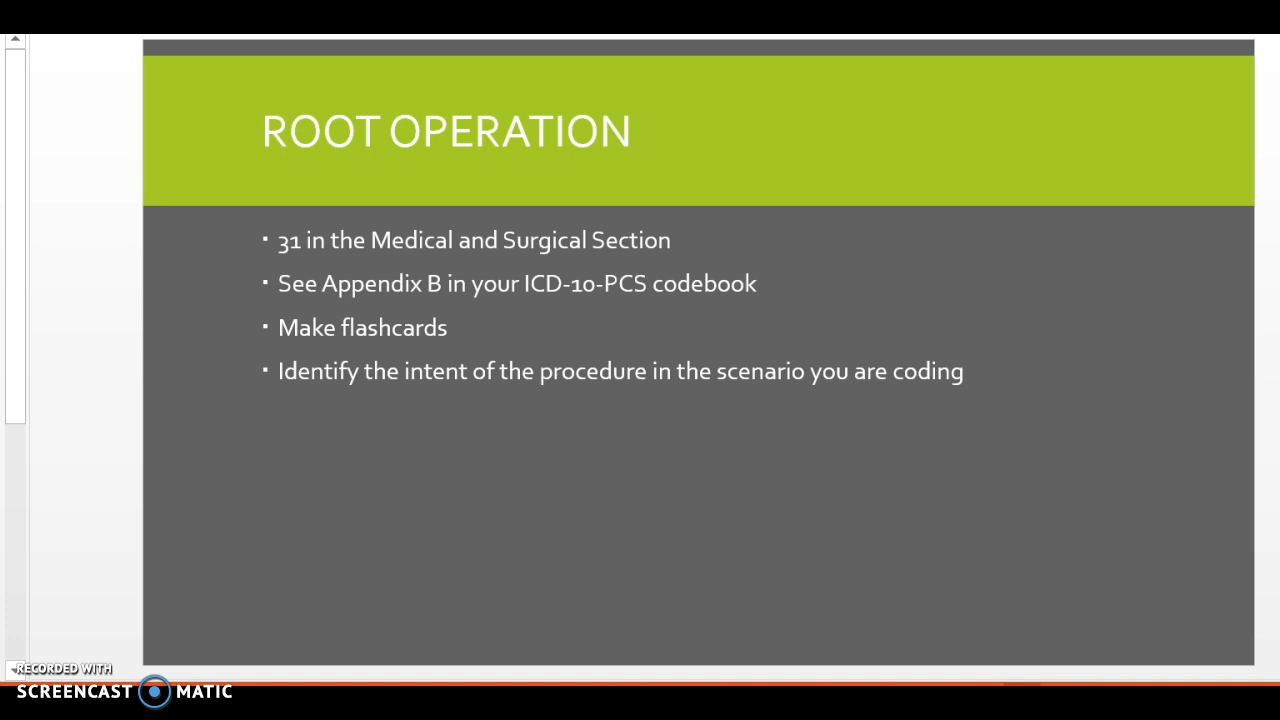 ROOT OPERATION
▪ 31 in the Medical and Surgical Section
▪ See Appendix B in your ICD-10-PCS codebook
▪ Make flashcards
▪ Identify the intent of the procedure in the scenario you are coding
RECORDED WITH
SCREENCAST MATIC